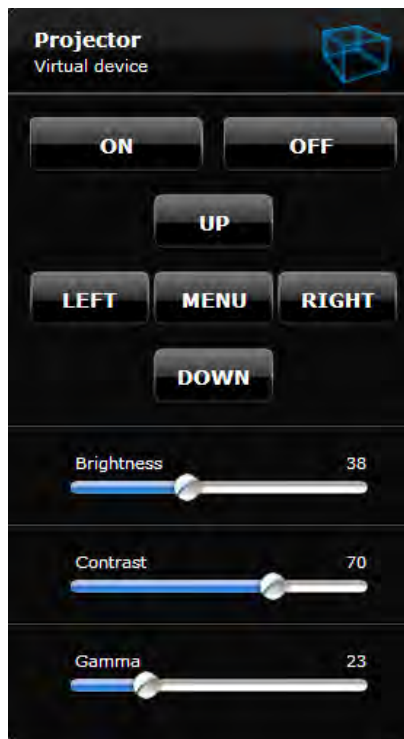 Projector
Virtual device
ON OFF
UP
LEFT MENU RIGHT
DOWN
Brightness 38
Contrast 70
Gamma 23